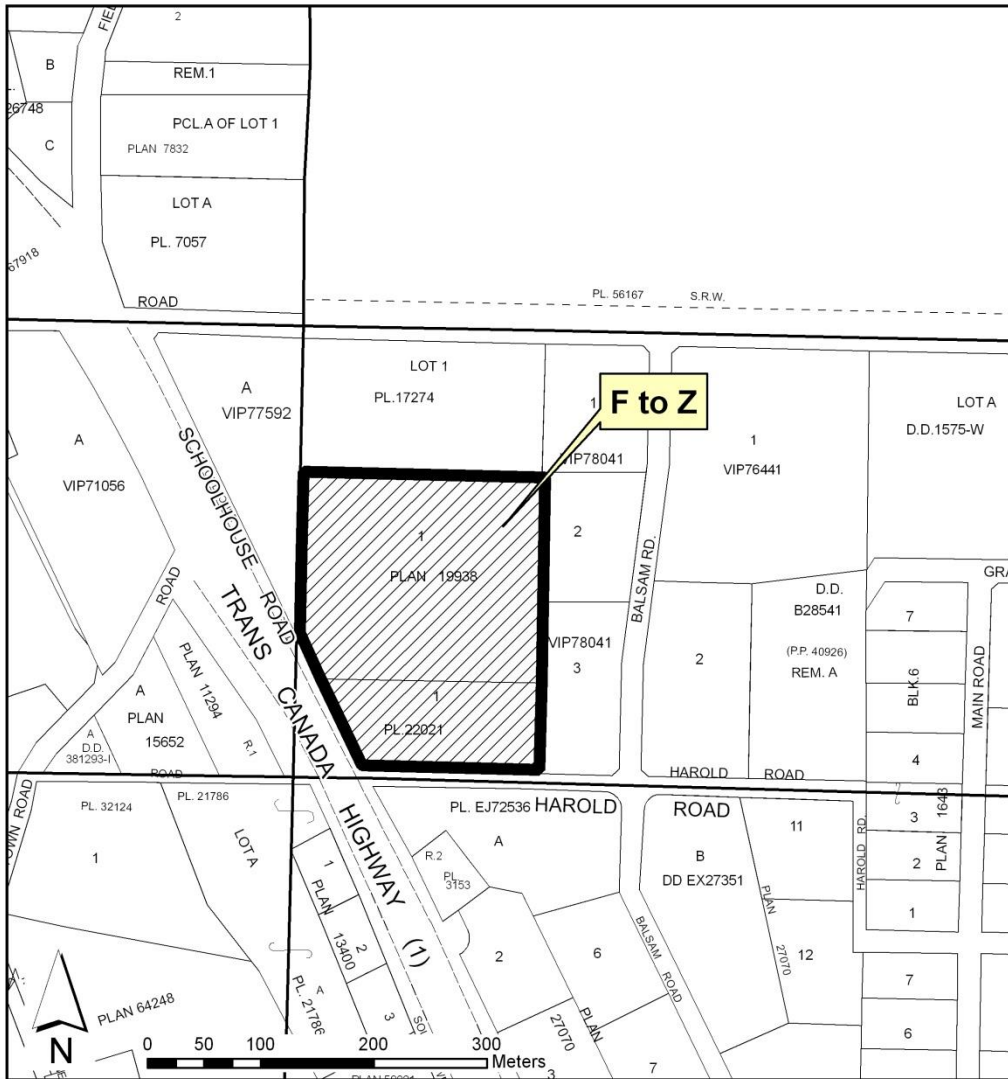 2
FIEL
B
REM.1
26748
PCL.A OF LOT 1
C
PLAN 7832
LOT A
PL. 7057
67918
ROAD
PL. 56167 S.R.W.
LOT 1
PL.17274
A
VIP77592
1
F to Z
VIP78041
1
VIP76441
LOT A
D.D.1575-W
A
VIP71056
SCHOOLHOUSE ROAD
1
PLAN 19938
2
BALSAM RD.
ROAD
TRANS CANADA HIGHWAY (1)
D.D.
B28541
(P.P. 40926)
REM. A
GRA
7
BLK.6
MAIN ROAD
VIP78041
3
2
PLAN 11294
R.1
A
PLAN
15652
A
D.D.
381293-I
1
PL.22021
4
ROAD
HAROLD ROAD
OWN ROAD
PL. 32124
1
PL. 21786
LOT A
PL. EJ72536
A
HAROLD ROAD
B
DD EX27351
11
HAROLD RD.
3
2
1
PLAN 1643
1
PLAN
13400
2
3
R.2
PL.
3153
2
6
BALSAM ROAD
PLAN
27070
12
7
6
A
PL. 21786
PLAN 64248
SOU
PLAN
27070
3
7
N
0 50 100 200 300
Meters